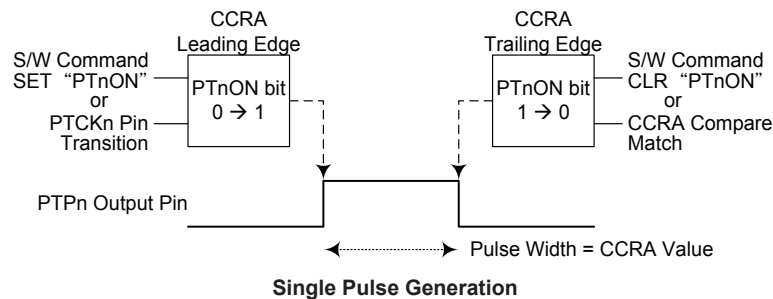 CCRA
Leading Edge
S/W Command
SET “PTnON”
or
PTCKn Pin
Transition
PTnON bit
0 → 1
CCRA
Trailing Edge
PTnON bit
1 → 0
S/W Command
CLR “PTnON”
or
CCRA Compare
Match
PTPn Output Pin
Pulse Width = CCRA Value
Single Pulse Generation